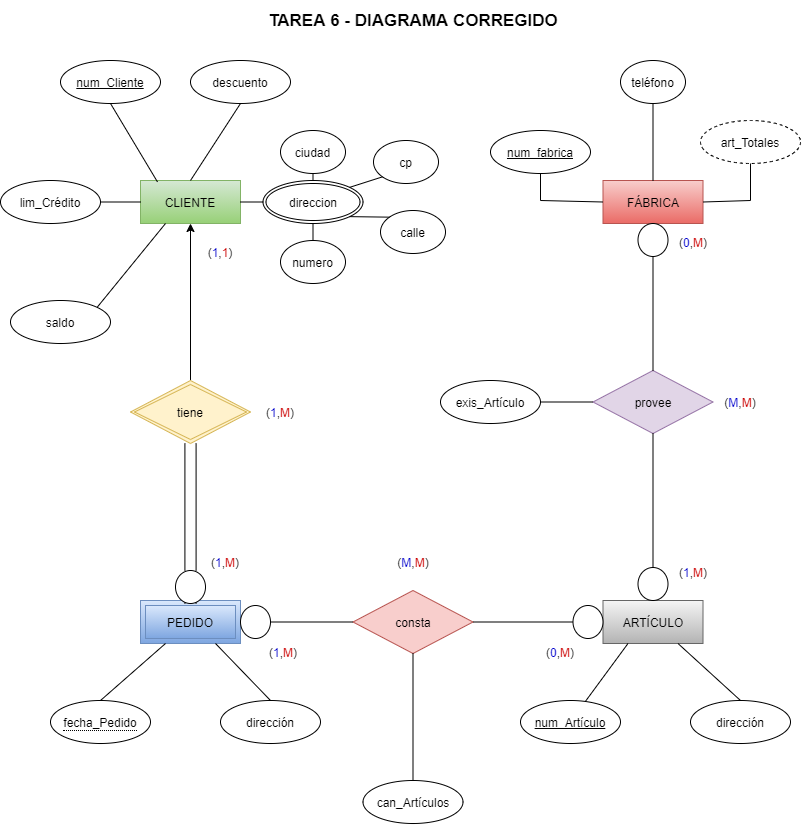 TAREA 6 - DIAGRAMA CORREGIDO
num_Cliente
descuento
teléfono
ciudad
cp
num_fabrica
art_Totales
lim_Crédito
CLIENTE
direccion
FÁBRICA
calle
(1,1)
numero
(0,M)
saldo
tiene
(1,M)
exis_Artículo
provee
(M,M)
(1,M)
(M,M)
(1,M)
PEDIDO
consta
ARTÍCULO
(1,M)
(0,M)
fecha_Pedido
dirección
num_Artículo
dirección
can_Artículos